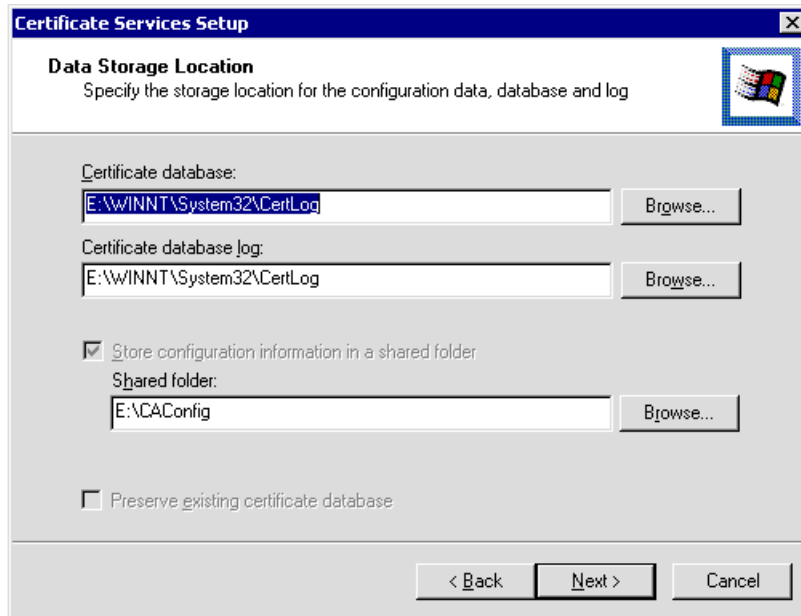 Certificate Services Setup
Data Storage Location
Specify the storage location for the configuration data, database and log
Certificate database:
E:\WINNT\System32\CertLog
Browse...
Certificate database log:
E:\WINNT\System32\CertLog
Browse...
Store configuration information in a shared folder
Shared folder:
E:\CAConfig
Browse...
Preserve existing certificate database
< Back
Next >
Cancel